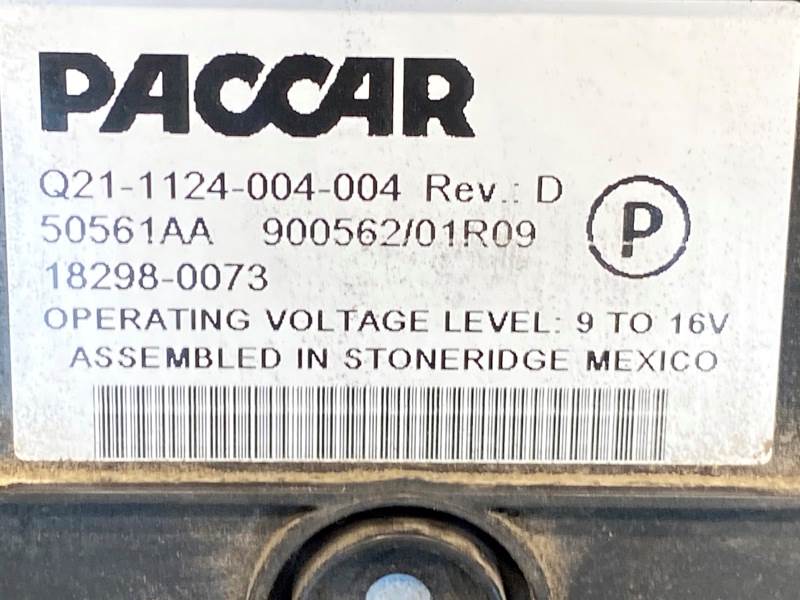 PACCAR
Q21-1124-004-004 Rev.: D
P
50561AA 900562/01R09
18298-0073
OPERATING VOLTAGE LEVEL: 9 TO 16V
ASSEMBLED IN STONERIDGE MEXICO